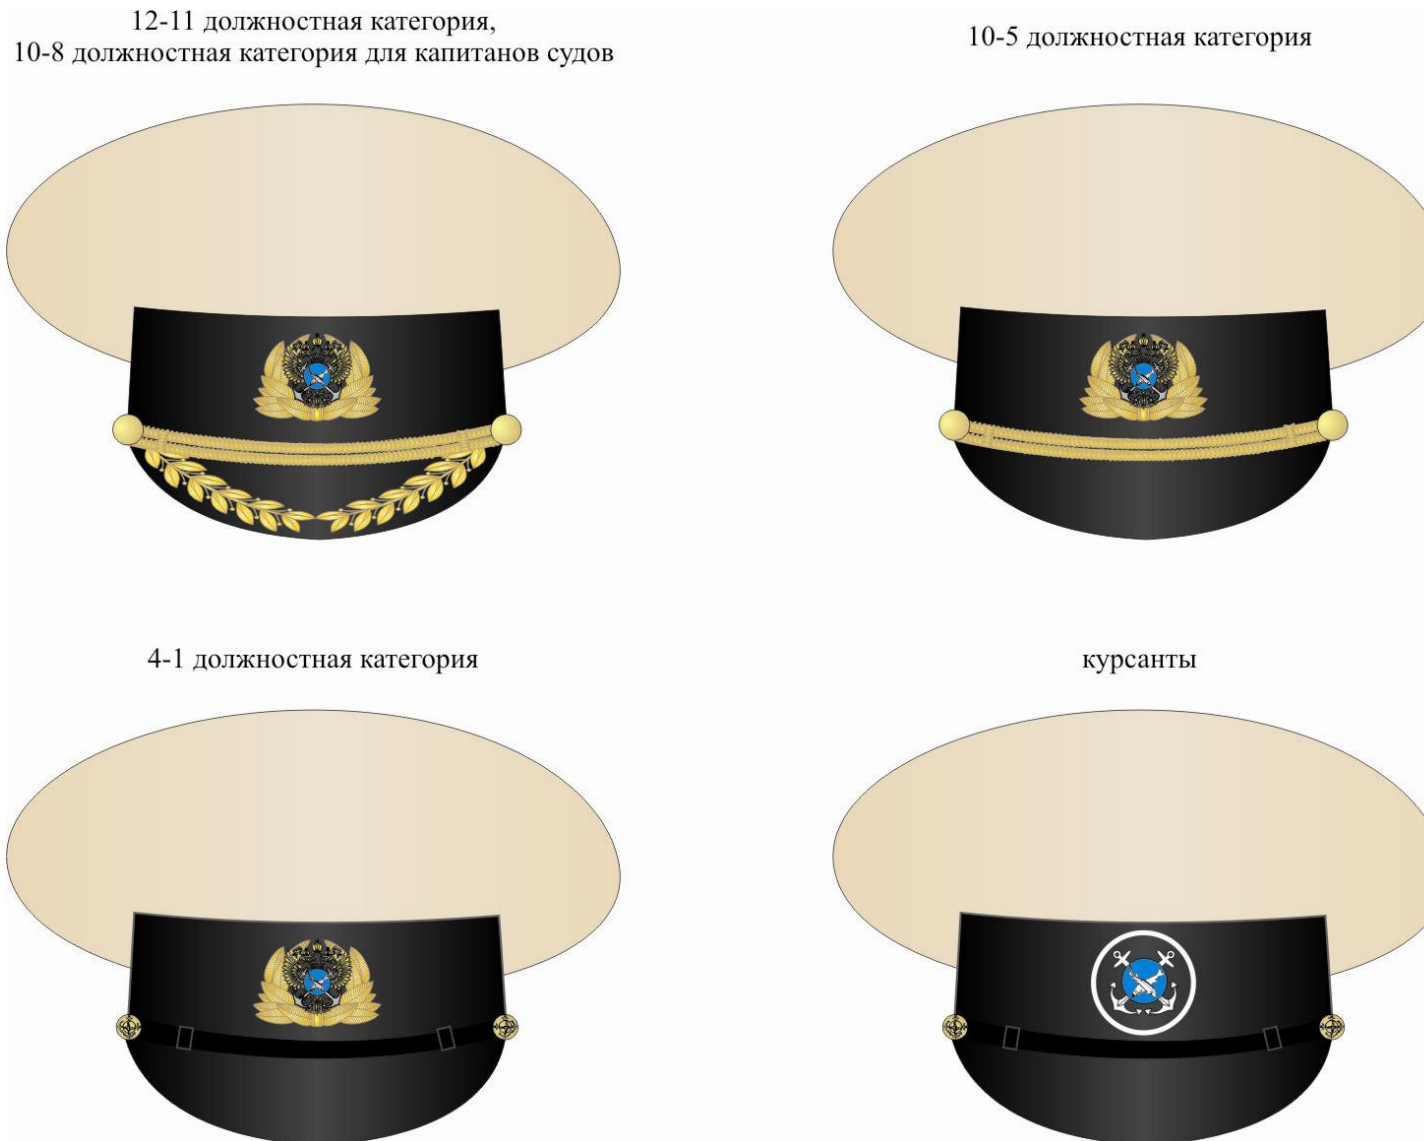 12-11 должностная категория,
10-8 должностная категория для капитанов судов
10-5 должностная категория
4-1 должностная категория
курсанты